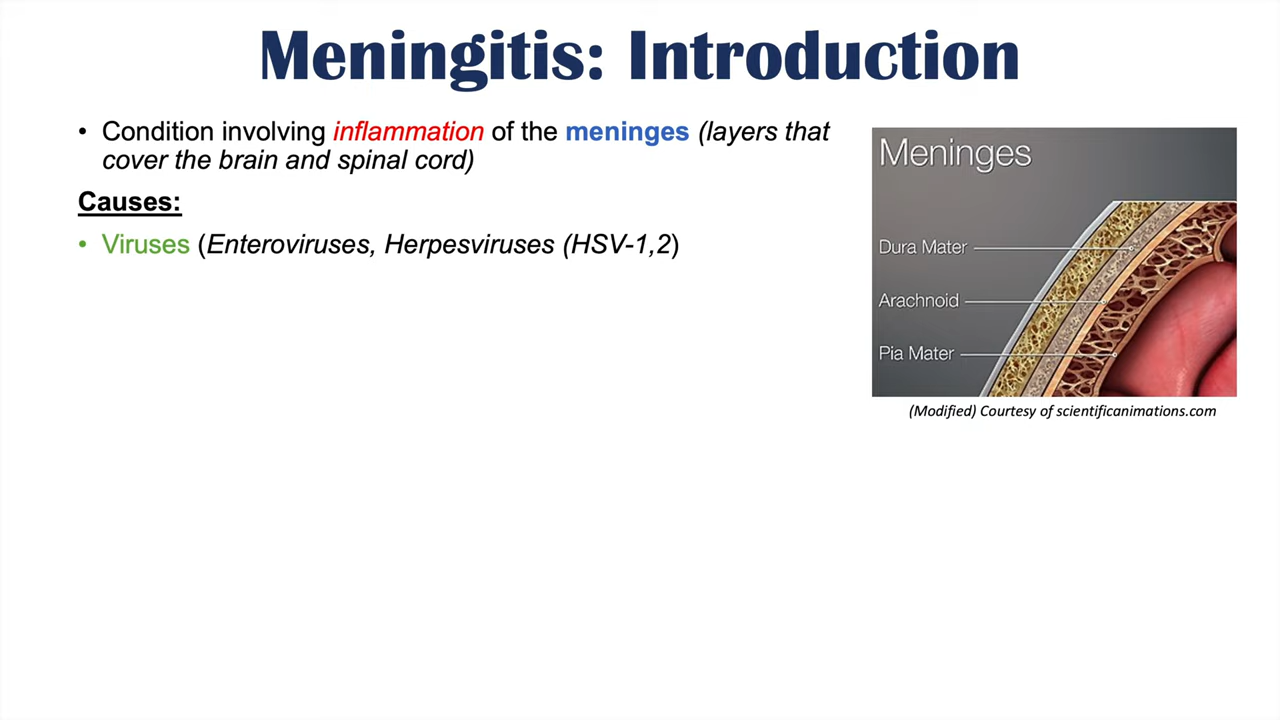 Meningitis: Introduction
• Condition involving inflammation of the meninges (layers that
cover the brain and spinal cord)
Causes:
• Viruses (Enteroviruses, Herpesviruses (HSV-1,2)
Meninges
Dura Mater
Arachnoid
Pia Mater
(Modified) Courtesy of scientificanimations.com